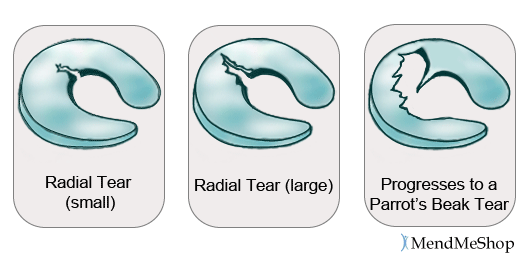 Radial Tear
(small)
Radial Tear (large)
Progresses to a
Parrot's Beak Tear
MendMeShop